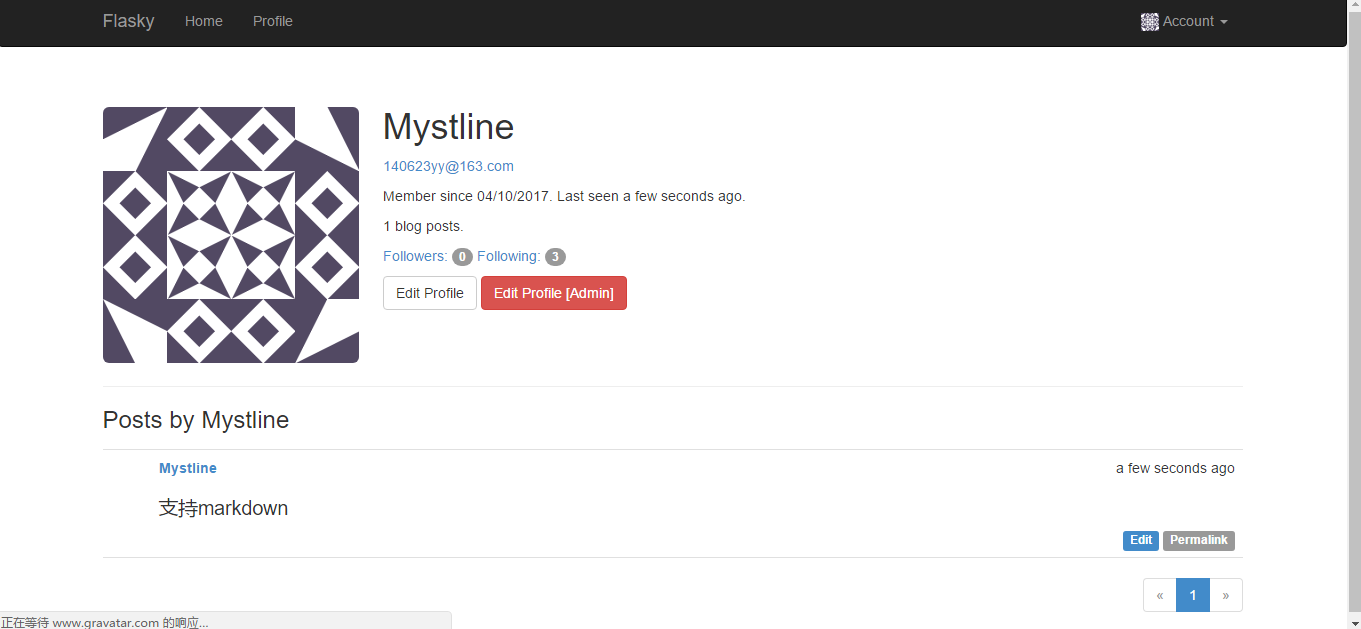 Flasky Home Profile Account
Mystline
140623yy@163.com
Member since 04/10/2017. Last seen a few seconds ago.
1 blog posts.
Followers: 0 Following: 3
Edit Profile Edit Profile [Admin]
Posts by Mystline
Mystline a few seconds ago
支持markdown
Edit Permalink
« 1 »
正在等待 www.gravatar.com 的响应...